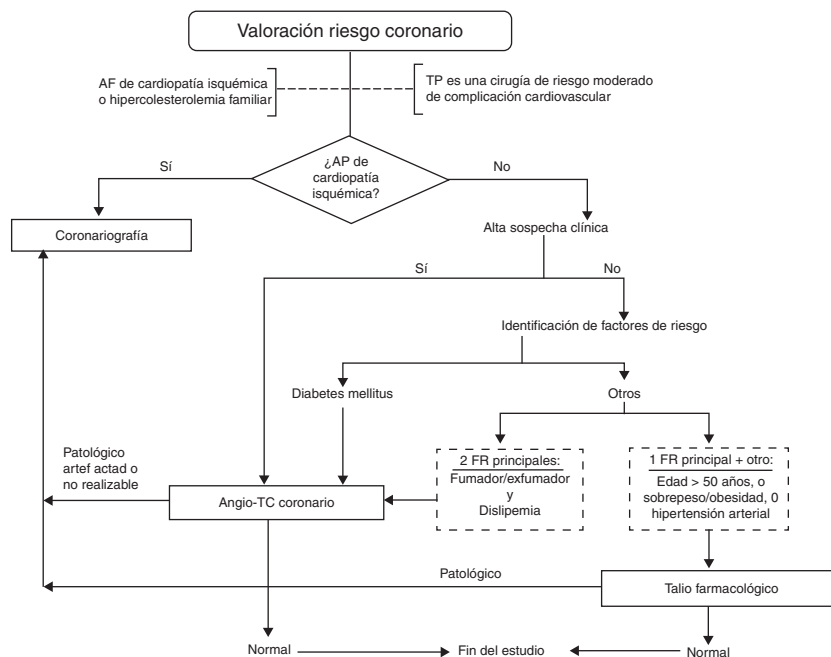 Valoración riesgo coronario
AF de cardiopatía isquémica
o hipercolesterolemia familiar
TP es una cirugía de riesgo moderado
de complicación cardiovascular
¿AP de
cardiopatía
isquémica?
Sí
No
Coronariografía
Alta sospecha clínica
Sí
No
Identificación de factores de riesgo
Diabetes mellitus
Otros
Patológico
artef actad o
no realizable
2 FR principales:
Fumador/exfumador
y
Dislipemia
1 FR principal + otro:
Edad > 50 años, o
sobrepeso/obesidad, 0
hipertensión arterial
Angio-TC coronario
Patológico
Talio farmacológico
Normal
Fin del estudio
Normal